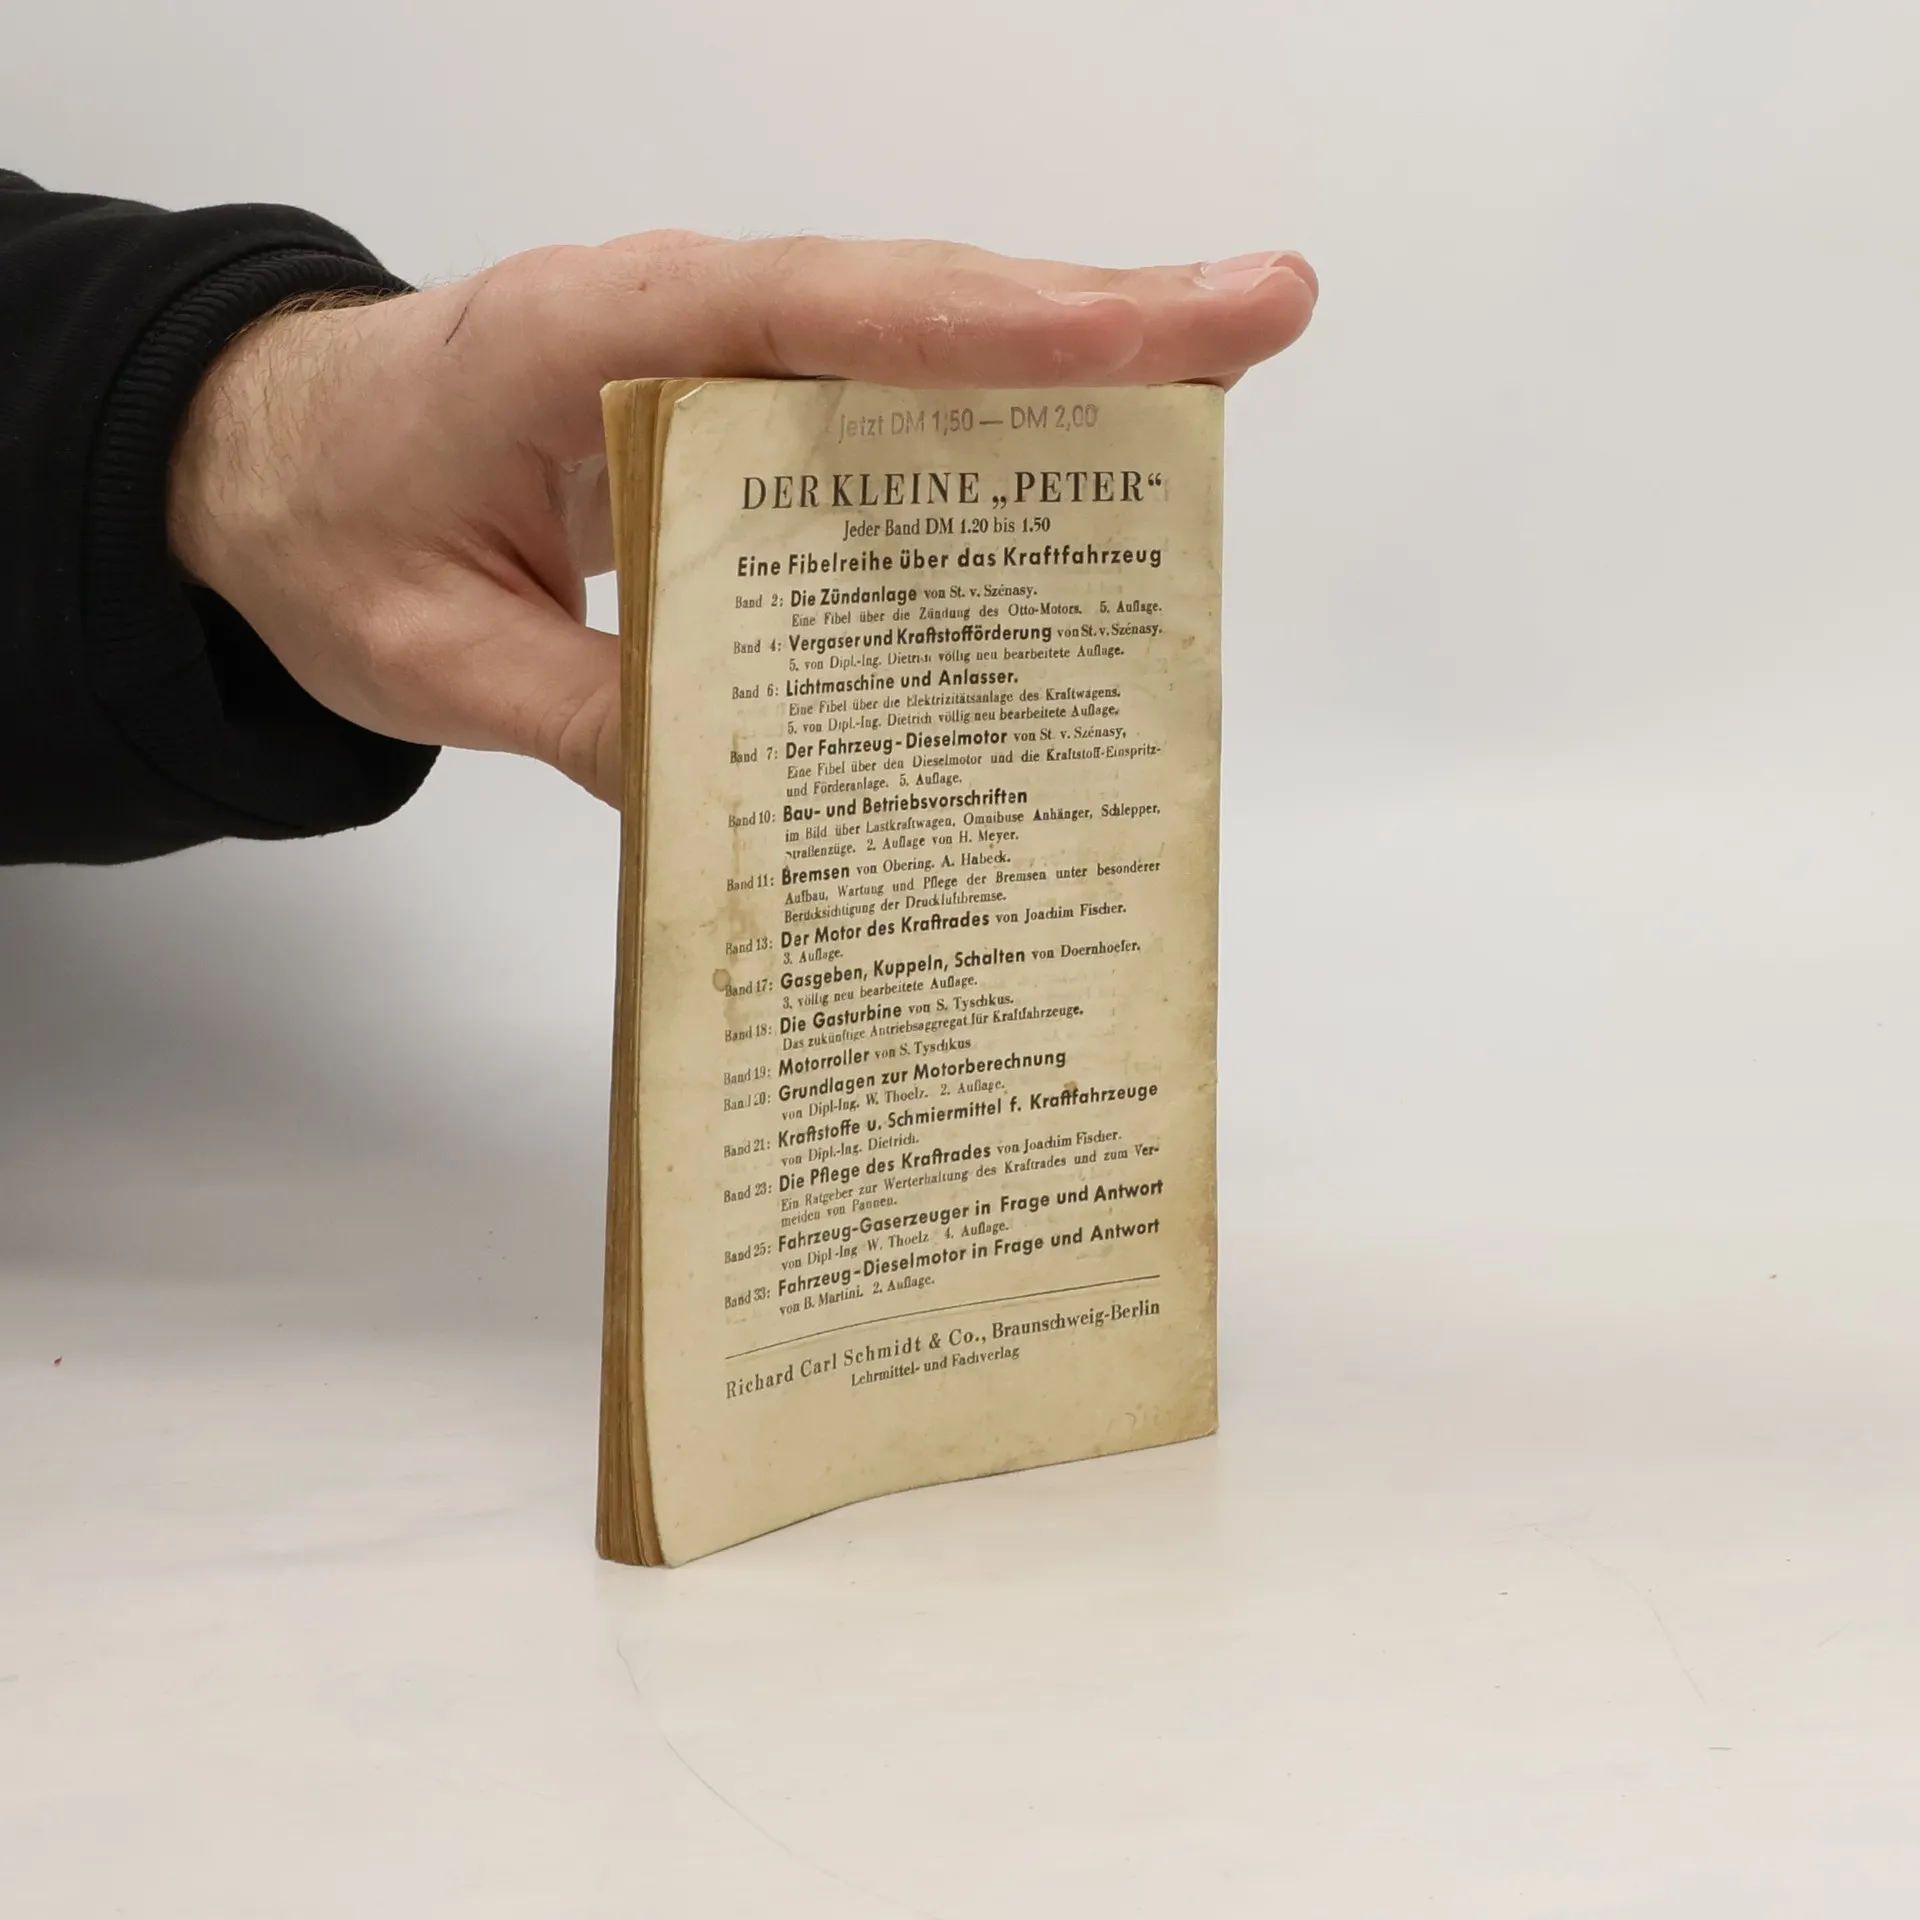 Jetzt DM 1,50 — DM 2,00
DER KLEINE „PETER“
Jeder Band DM 1.20 bis 1.50
Eine Fibelreihe über das Kraftfahrzeug
Band 2: Die Zündanlage von St. v. Szénasy.
Eine Fibel über die Zündung des Otto-Motors. 5. Auflage.
Band 4: Vergaser und Kraftstofförderung von St. v. Szénasy.
5. von Dipl.-Ing. Dietrich völlig neu bearbeitete Auflage.
Band 6: Lichtmaschine und Anlasser.
Eine Fibel über die Elektrizitätsanlage des Kraftwagens.
5. von Dipl.-Ing. Dietrich völlig neu bearbeitete Auflage.
Band 7: Der Fahrzeug-Dieselmotor von St. v. Szénasy,
Eine Fibel über den Dieselmotor und die Kraftstoff-Einspritz-
und Förderanlage. 5. Auflage.
Band 10: Bau- und Betriebsvorschriften
im Bild über Lastkraftwagen, Omnibuse Anhänger, Schlepper,
Straßenzüge. 2. Auflage von H. Meyer.
Band 11: Bremsen von Obering. A. Habeck.
Aufbau, Wartung und Pflege der Bremsen unter besonderer
Berücksichtigung der Druckluftbremse.
Band 13: Der Motor des Kraftrades von Joachim Fischer.
3. Auflage.
Band 17: Gasgeben, Kuppeln, Schalten von Doernhoefer.
3. völlig neu bearbeitete Auflage.
Band 18: Die Gasturbine von S. Tyschkus.
Das zukünftige Antriebsaggregat für Kraftfahrzeuge.
Band 19: Motorroller von S. Tyschkus
Band 20: Grundlagen zur Motorberechnung
von Dipl-Ing. W. Thoelz. 2. Auflage.
Band 21: Kraftstoffe u. Schmiermittel f. Kraftfahrzeuge
von Dipl.-Ing. Dietrich.
Band 23: Die Pflege des Kraftrades von Joachim Fischer.
Ein Ratgeber zur Werterhaltung des Kraftrades und zum Ver-
meiden von Pannen.
Band 25: Fahrzeug-Gaserzeuger in Frage und Antwort
von Dipl-Ing W. Thoelz 4. Auflage.
Band 33: Fahrzeug-Dieselmotor in Frage und Antwort
von B. Martini. 2. Auflage.
Richard Carl Schmidt & Co., Braunschweig-Berlin
Lehrmittel- und Fachverlag